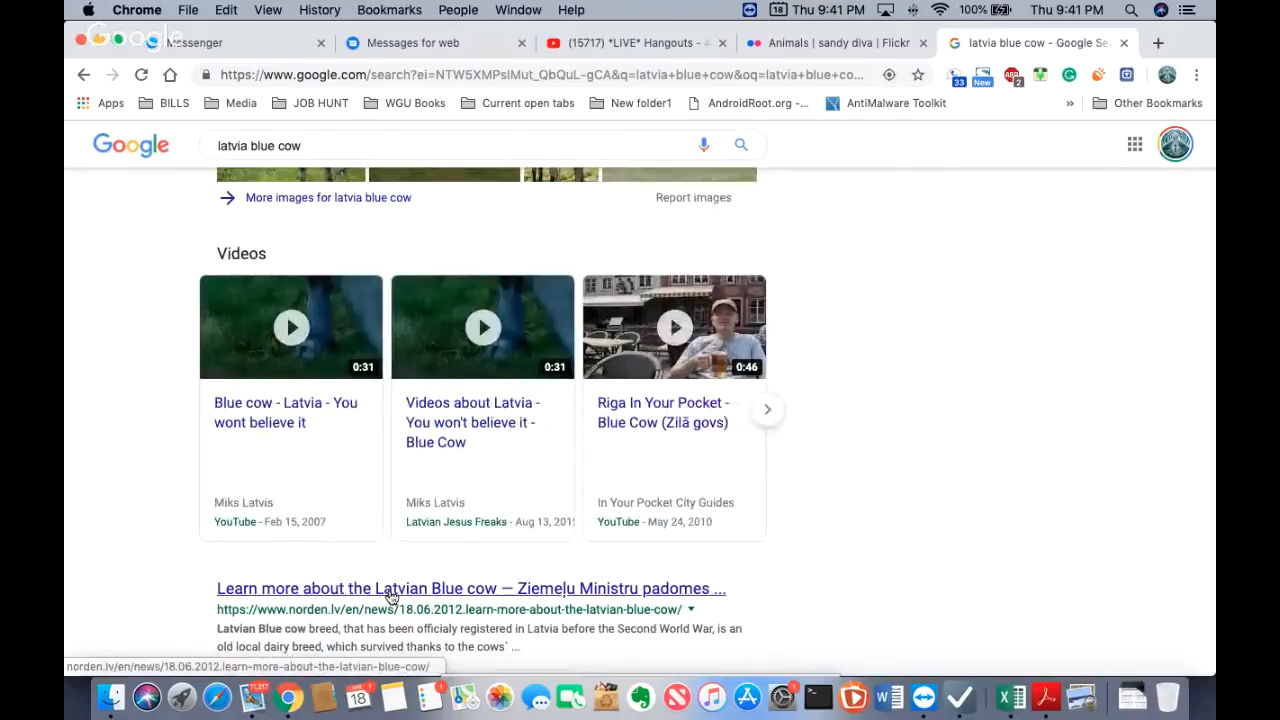 Chrome File Edit View History Bookmarks People Window Help 18 Thu 9:41 PM 100% Thu 9:41 PM
Google
Messenger
Messages for web
(15717) *LIVE* Hangouts - 
Animals | sandy diva | Flickr
latvia blue cow - Google Se
https://www.google.com/search?ei=NTW5XMPsIMut_QbQuL-gCA&q=latvia+blue+cow&oq=latvia+blue+co...
33 New 2
Apps BILLS Media JOB HUNT WGU Books Current open tabs New folder1 AndroidRoot.org -... AntiMalware Toolkit » Other Bookmarks
Google
latvia blue cow
More images for latvia blue cow
Report images
Videos
0:31
0:31
0:46
Blue cow - Latvia - You
wont believe it
Videos about Latvia -
You won't believe it -
Blue Cow
Riga In Your Pocket -
Blue Cow (Zilā govs)
Miks Latvis
YouTube - Feb 15, 2007
Miks Latvis
Latvian Jesus Freaks - Aug 13, 201
In Your Pocket City Guides
YouTube - May 24, 2010
Learn more about the Latvian Blue cow — Ziemeļu Ministru padomes ...
https://www.norden.lv/en/news/18.06.2012.learn-more-about-the-latvian-blue-cow/
Latvian Blue cow breed, that has been officialy registered in Latvia before the Second World War, is an
old local dairy breed, which survived thanks to the cows` ...
norden.lv/en/news/18.06.2012.learn-more-about-the-latvian-blue-cow/
11,217
18